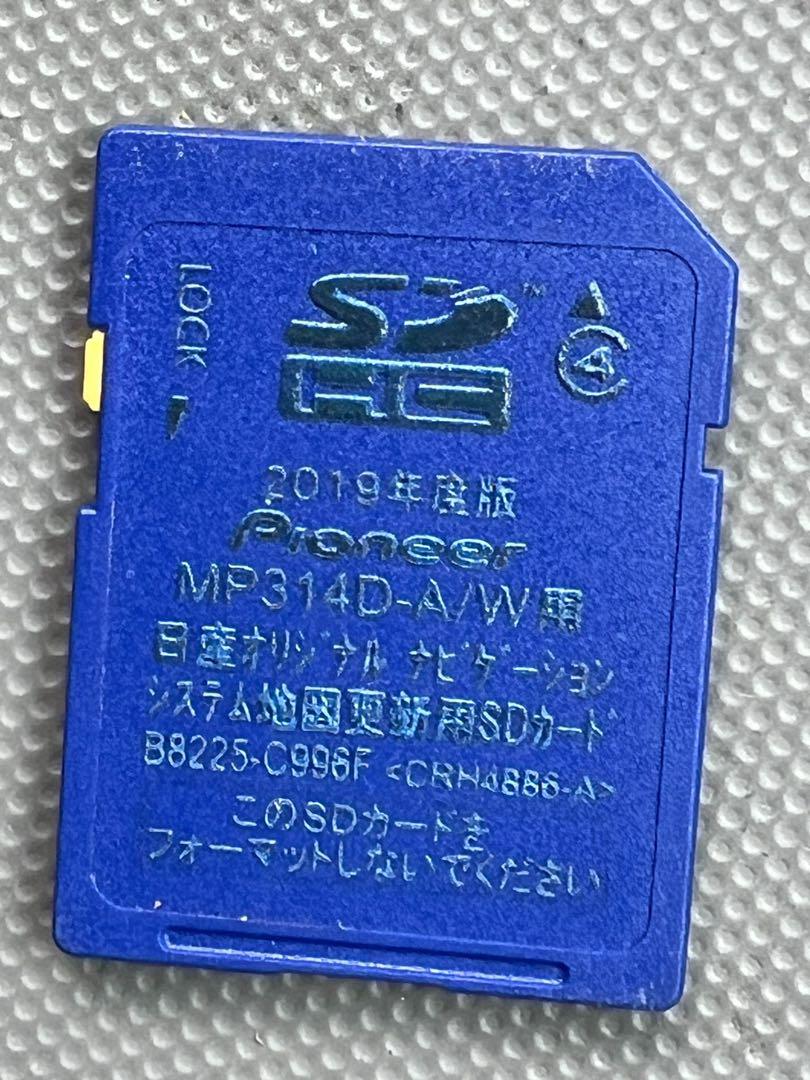 LOCK
SD™
HC
4
2019年度版
Pioneer
MP314D-A/W用
日産オリジナル ナビゲーション
システム地図更新用SDカード
B8225-C996F <CRH4886-A>
このSDカードを
フォーマットしないでください